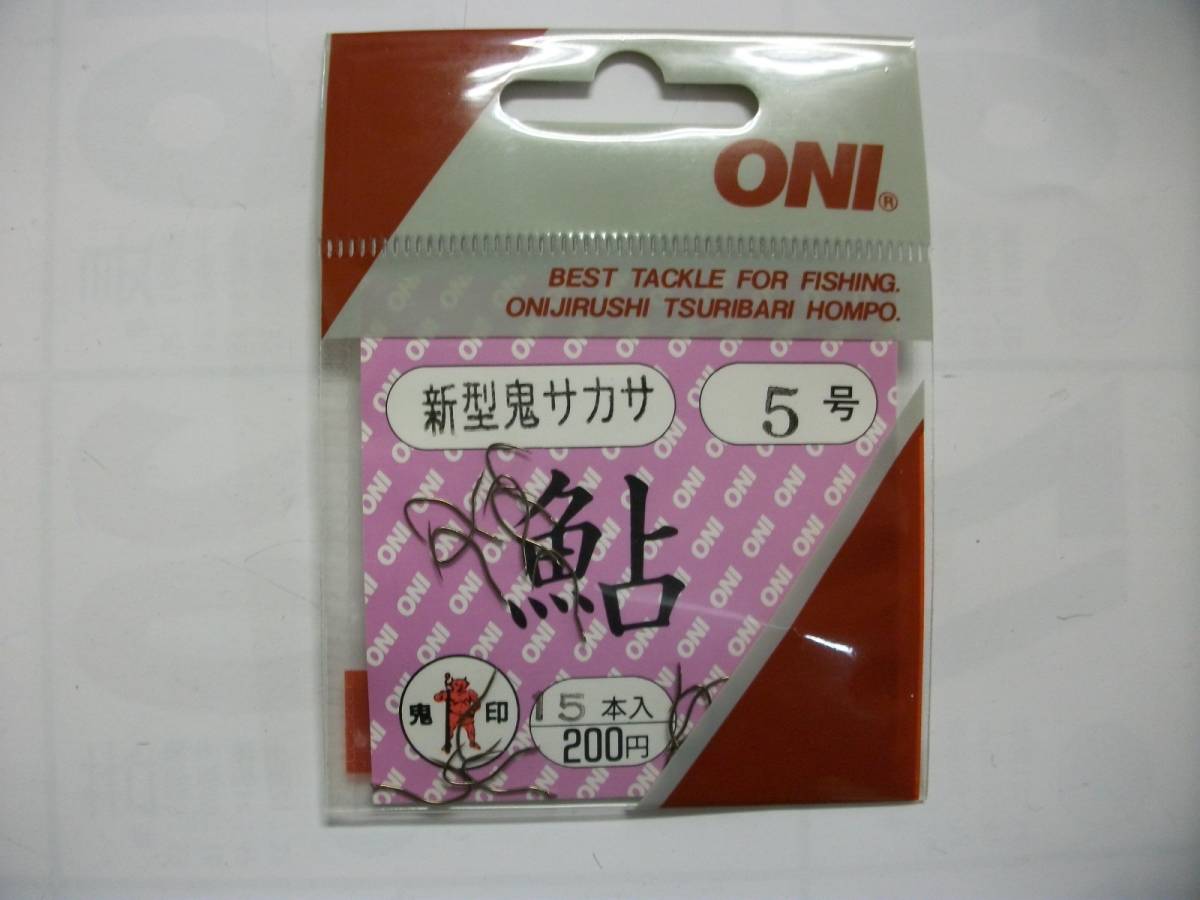 ONI®
BEST TACKLE FOR FISHING.
ONIJIRUSHI TSURIBARI HOMPO.
新型鬼サカサ
5号
鮎
鬼印
15本入
200円